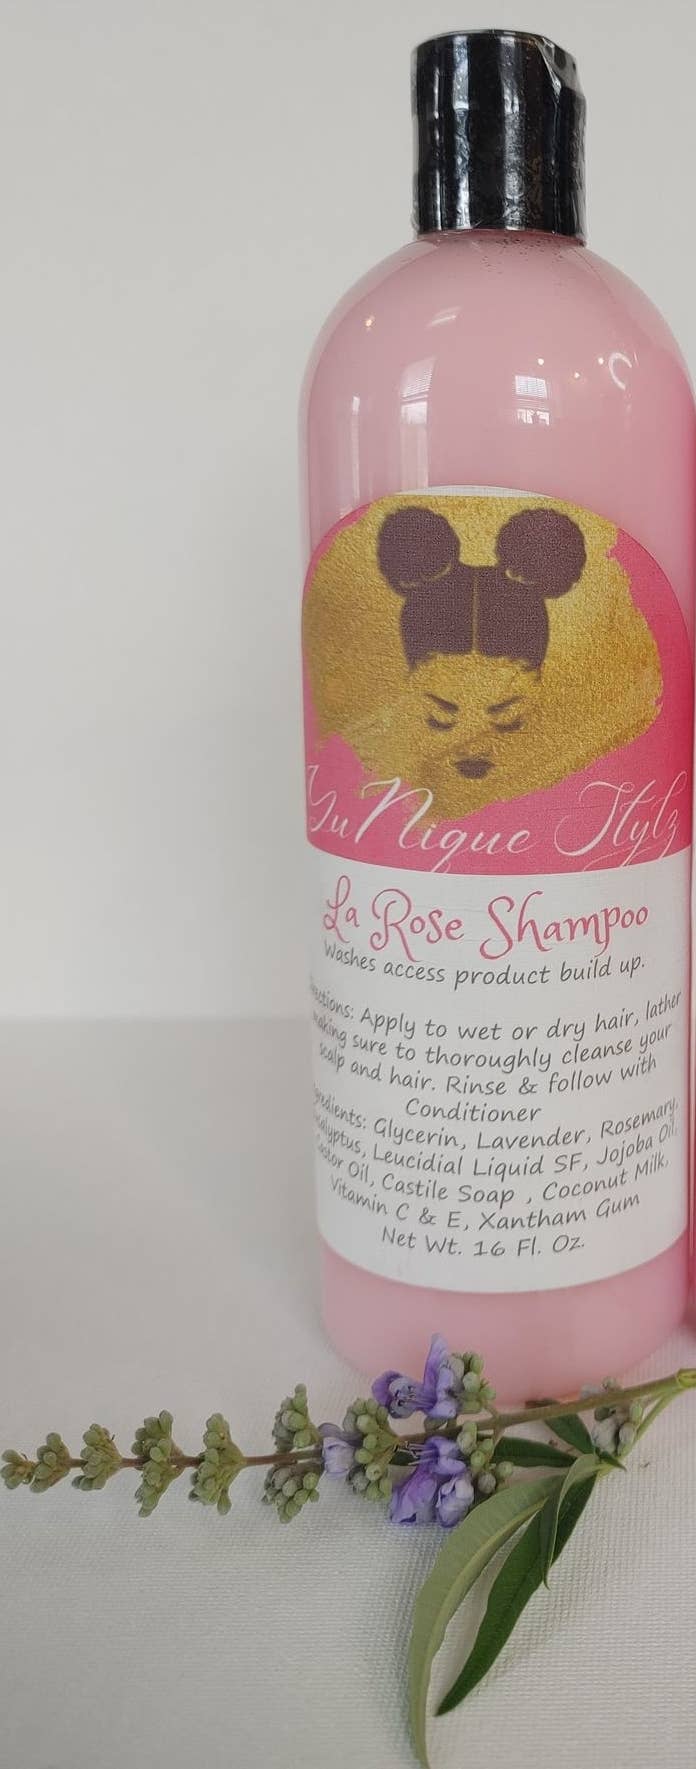 YuNique Stylz
La Rose Shampoo
Washes access product build up.
Directions: Apply to wet or dry hair, lather
making sure to thoroughly cleanse your
scalp and hair. Rinse & follow with
Conditioner
Ingredients: Glycerin, Lavender, Rosemary,
Eucalyptus, Leucidial Liquid SF, Jojoba Oil,
Castor Oil, Castile Soap , Coconut Milk,
Vitamin C & E, Xantham Gum
Net Wt. 16 Fl. Oz.